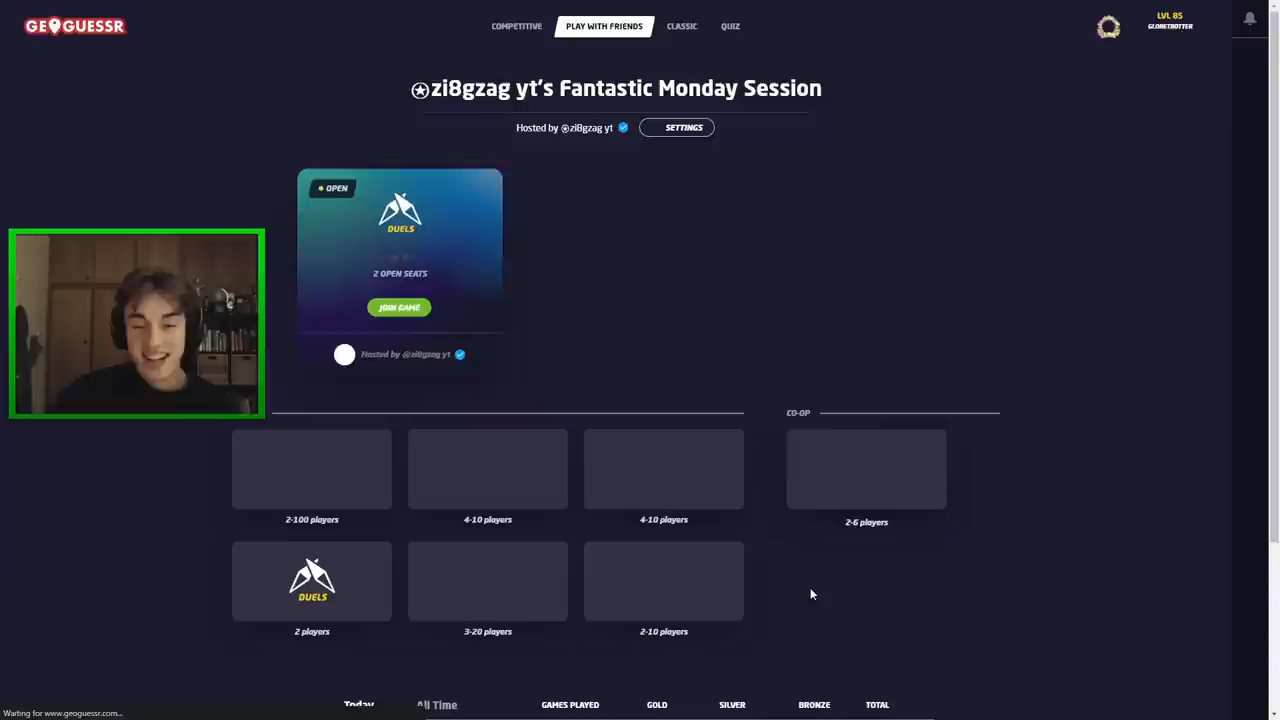 GEOGUESSR
COMPETITIVE
PLAY WITH FRIENDS
CLASSIC
QUIZ
LVL 85
GLOBETROTTER
zi8gzag yt's Fantastic Monday Session
Hosted by zi8gzag yt
SETTINGS
OPEN
DUELS
2 OPEN SEATS
JOIN GAME
Hosted by zi8gzag yt
CO-OP
2-100 players
4-10 players
4-10 players
2-6 players
DUELS
2 players
3-20 players
2-10 players
Today
All Time
GAMES PLAYED
GOLD
SILVER
BRONZE
TOTAL
Waiting for www.geoguessr.com...